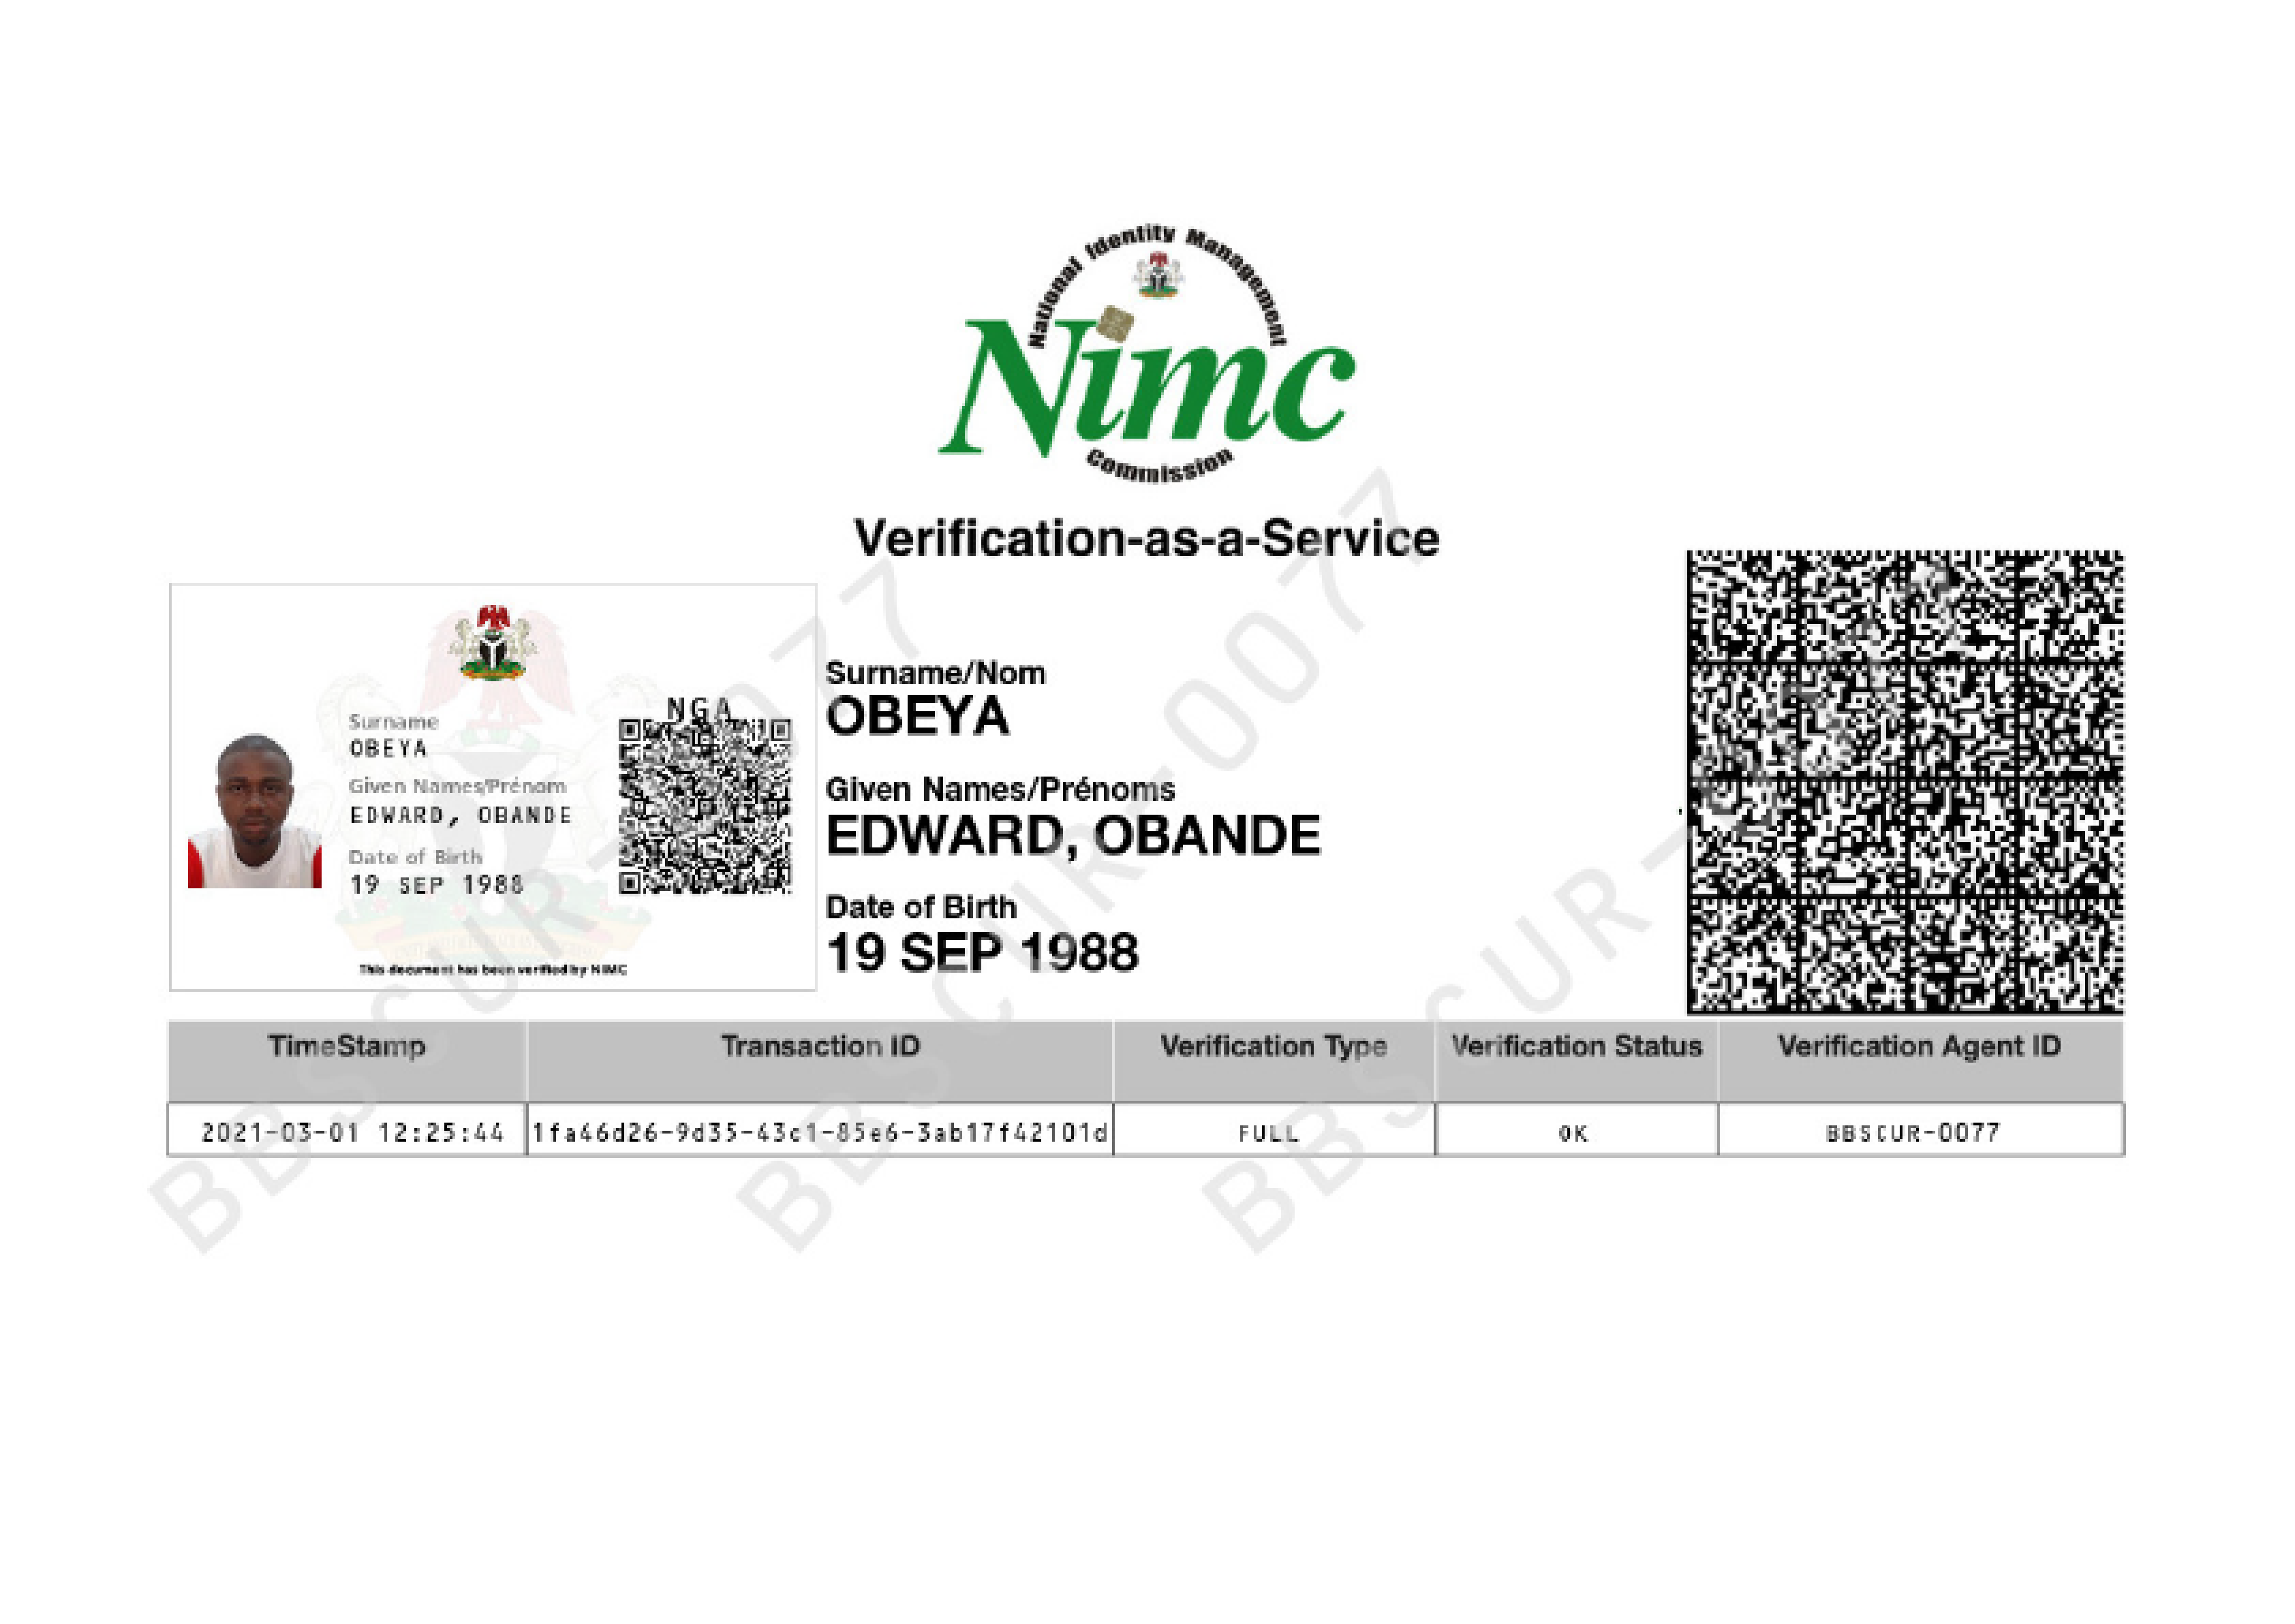 National Identity Management
Nimc
Commission
Verification-as-a-Service
NGA
Surname
OBEYA
Given Names/Prénom
EDWARD, OBANDE
Date of Birth
19 SEP 1988
This document has been verified by NIMC
Surname/Nom
OBEYA
Given Names/Prénoms
EDWARD, OBANDE
Date of Birth
19 SEP 1988
TimeStamp Transaction ID Verification Type Verification Status Verification Agent ID
2021-03-01 12:25:44 1fa46d26-9d35-43c1-85e6-3ab17f42101d FULL OK BBSCUR-0077
BBSCUR-0077
BBSCUR-0077
BBSCUR-